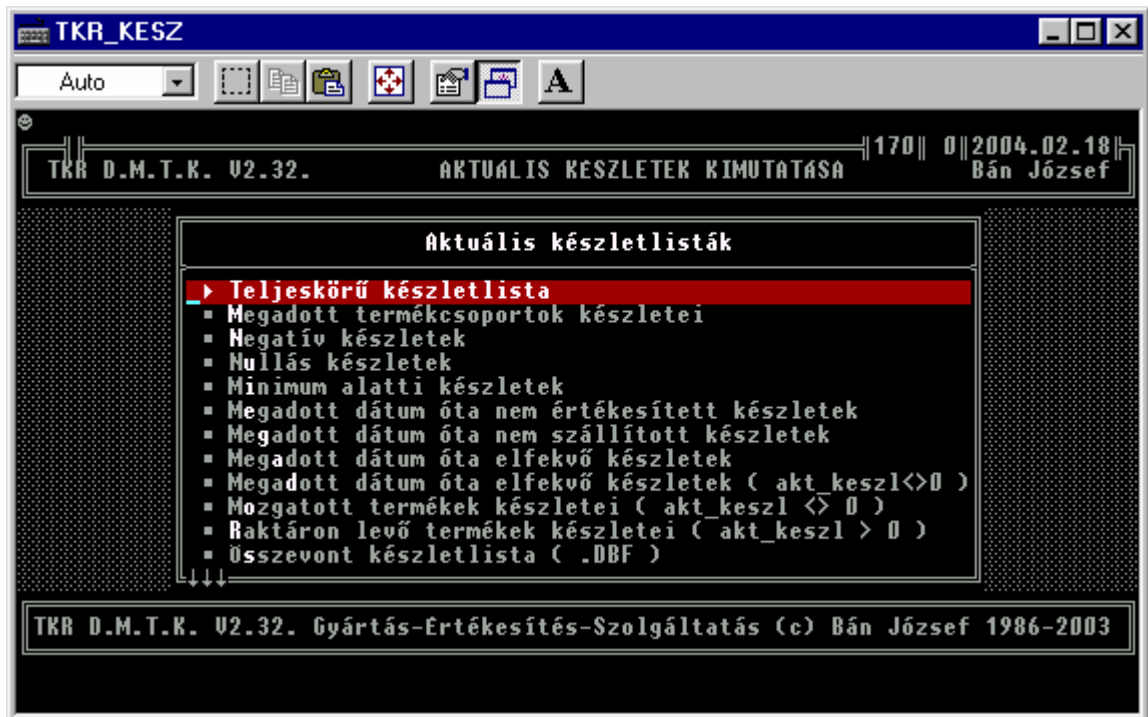 TKR_KESZ
Auto
A
170 0 2004.02.18
TKR D.M.T.K. V2.32. AKTUáLIS KESZLETEK KIMUTATáSA Bán József
Aktuális készletlisták
Teljeskörű készletlista
Megadott termékcsoportok készletei
Negatív készletek
Nullás készletek
Minimum alatti készletek
Megadott dátum óta nem értékesített készletek
Megadott dátum óta nem szállított készletek
Megadott dátum óta elfekvő készletek
Megadott dátum óta elfekvő készletek ( akt_keszl<>0 )
Mozgatott termékek készletei ( akt_keszl <> 0 )
Raktáron levő termékek készletei ( akt_keszl > 0 )
Összevont készletlista ( .DBF )
TKR D.M.T.K. V2.32. Gyártás-Ertékesítés-Szolgáltatás (c) Bán József 1986-2003